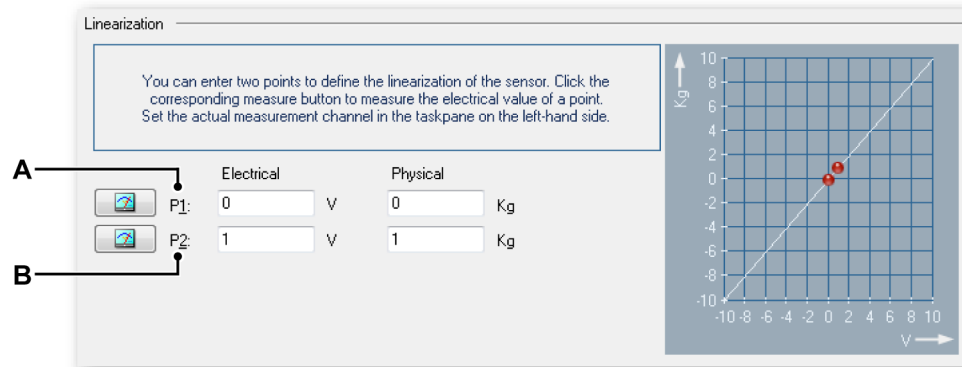 Linearization
You can enter two points to define the linearization of the sensor. Click the
corresponding measure button to measure the electrical value of a point.
Set the actual measurement channel in the taskpane on the left-hand side.
A
Electrical Physical
P1: 0 V 0 Kg
P2: 1 V 1 Kg
B
Kg
10
8
6
4
2
0
-2
-4
-6
-8
-10
-10 -8 -6 -4 -2 0 2 4 6 8 10
V